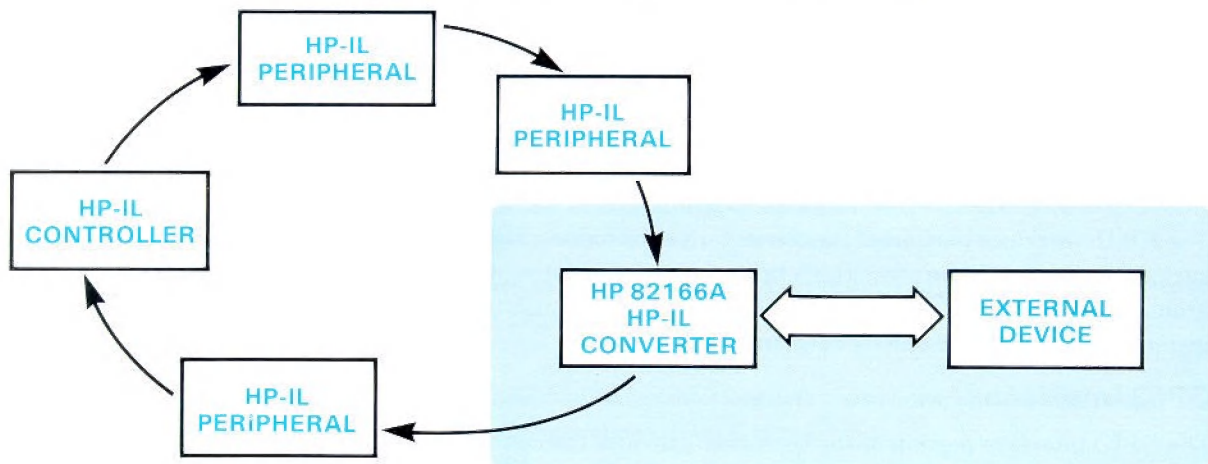 HP-IL
PERIPHERAL
HP-IL
PERIPHERAL
HP-IL
CONTROLLER
HP 82166A
HP-IL
CONVERTER
EXTERNAL
DEVICE
HP-IL
PERiPHERAL